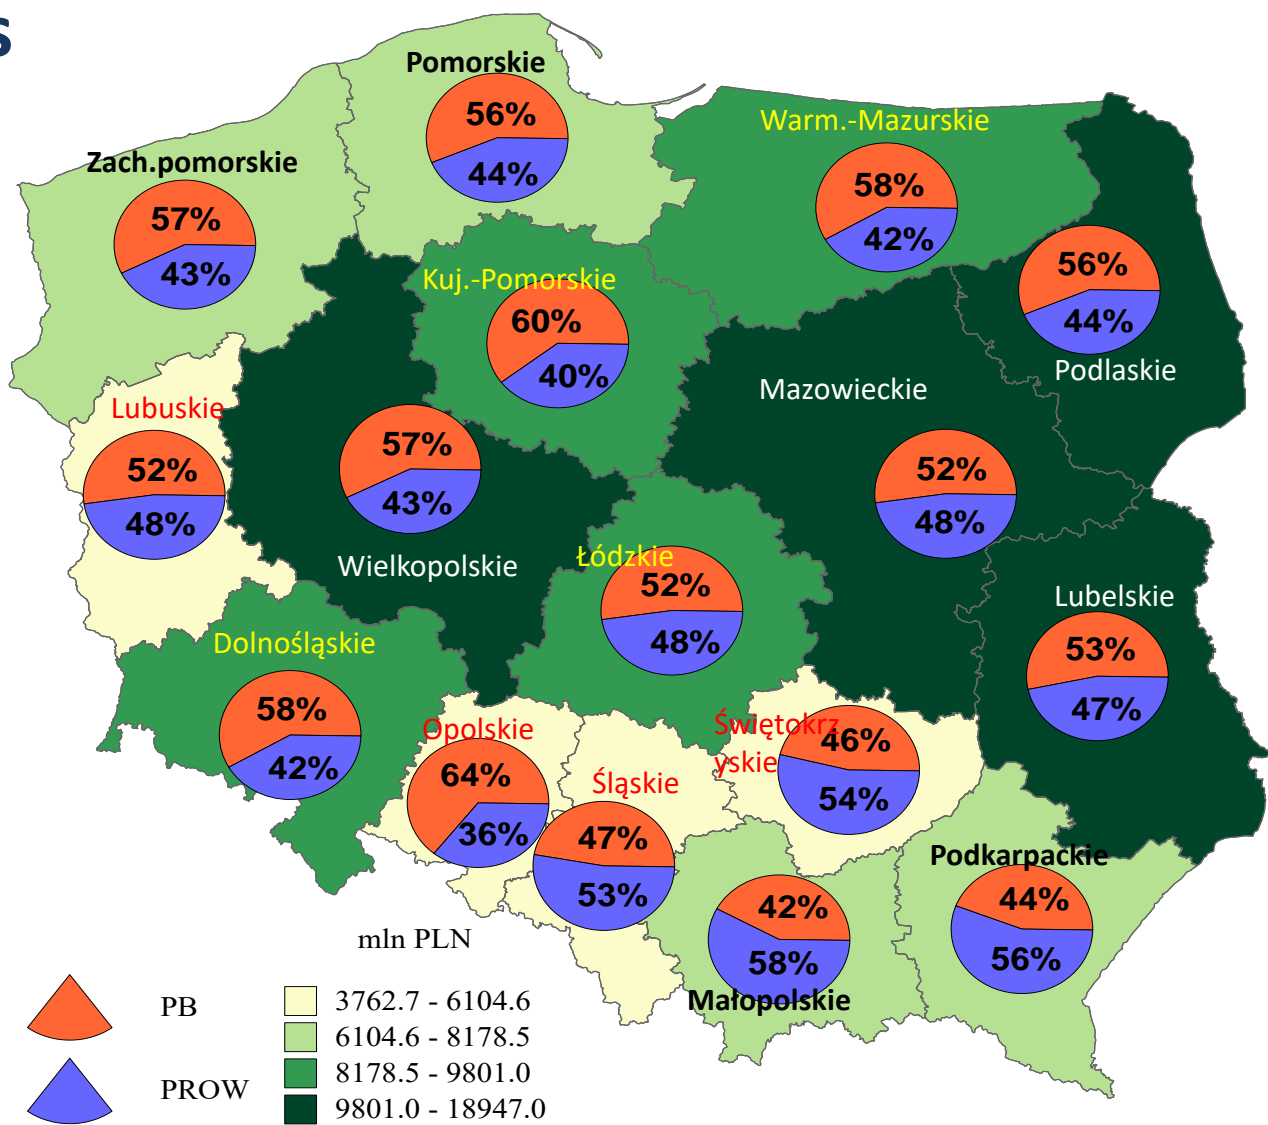 s
Pomorskie
56%
44%
Warm.-Mazurskie
58%
42%
Zach.pomorskie
57%
43%
56%
44%
Podlaskie
Kuj.-Pomorskie
60%
40%
Mazowieckie
52%
48%
Lubuskie
52%
48%
57%
43%
Wielkopolskie
Łódzkie
52%
48%
Lubelskie
53%
47%
Dolnośląskie
58%
42%
Opolskie
64%
36%
Śląskie
47%
53%
Świętokrz
yskie
46%
54%
Podkarpackie
44%
56%
42%
58%
Małopolskie
mln PLN
PB
PROW
3762.7 - 6104.6
6104.6 - 8178.5
8178.5 - 9801.0
9801.0 - 18947.0